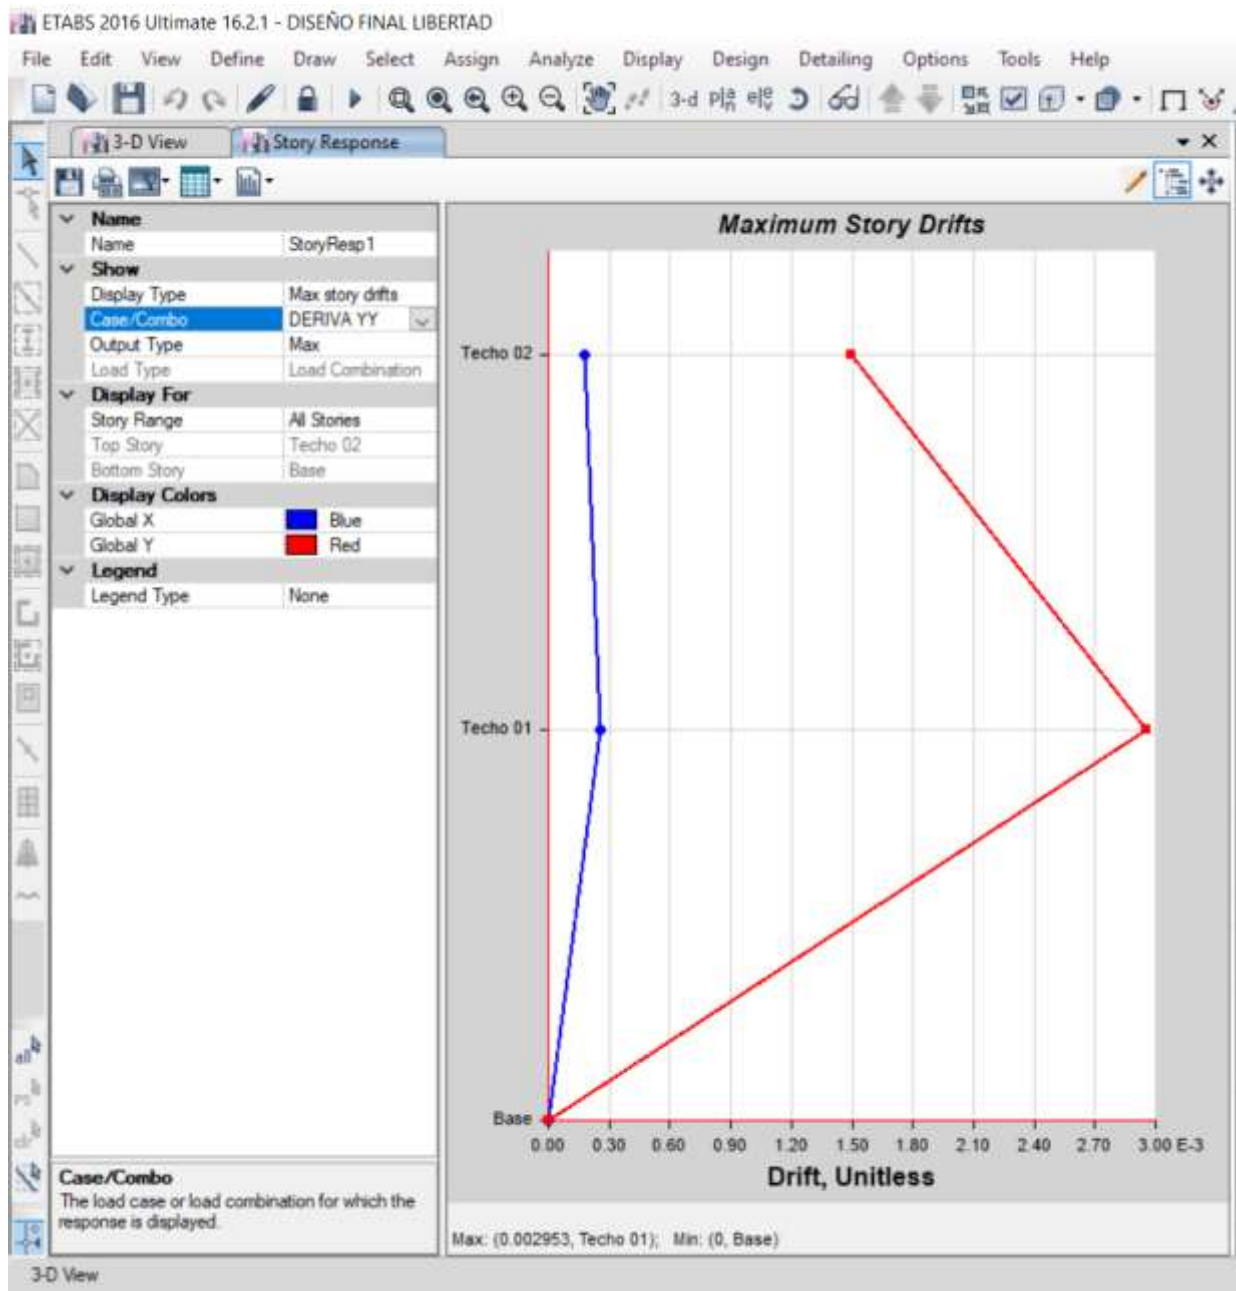 ETABS 2016 Ultimate 16.2.1 - DISEÑO FINAL LIBERTAD
File Edit View Define Draw Select Assign Analyze Display Design Detailing Options Tools Help
3-d
3-D View Story Response
Name
Name StoryResp1
Show
Display Type Max story drifts
Case/Combo DERIVA YY
Output Type Max
Load Type Load Combination
Display For
Story Range All Stories
Top Story Techo 02
Bottom Story Base
Display Colors
Global X Blue
Global Y Red
Legend
Legend Type None
Maximum Story Drifts
Techo 02
Techo 01
Base
0.00 0.30 0.60 0.90 1.20 1.50 1.80 2.10 2.40 2.70 3.00 E-3
Drift, Unitless
all
Case/Combo
The load case or load combination for which the
response is displayed.
Max: (0.002953, Techo 01); Min: (0, Base)
3-D View